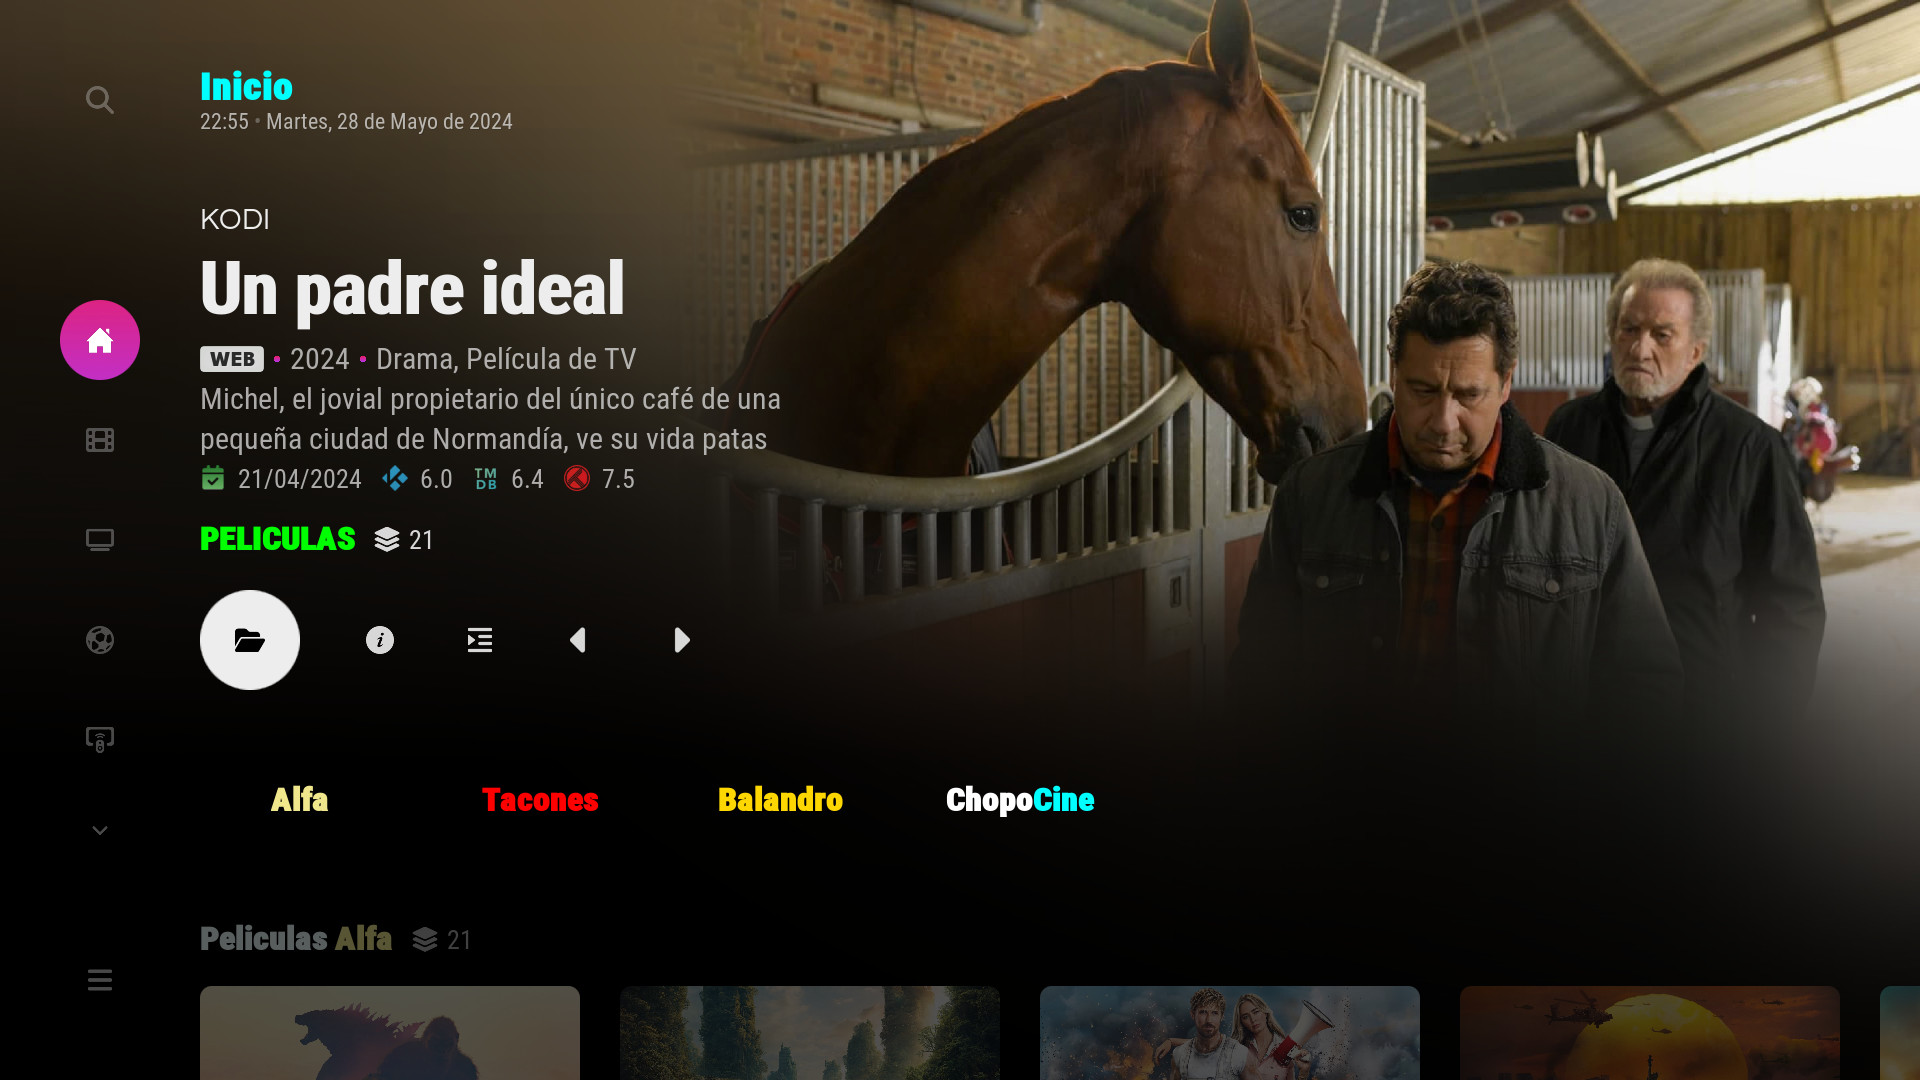 Inicio
22:55 • Martes, 28 de Mayo de 2024
KODI
Un padre ideal
WEB • 2024 • Drama, Película de TV
Michel, el jovial propietario del único café de una
pequeña ciudad de Normandía, ve su vida patas
21/04/2024 6.0 TMDB 6.4 7.5
PELICULAS 21
Alfa Tacones Balandro ChopoCine
Peliculas Alfa 21